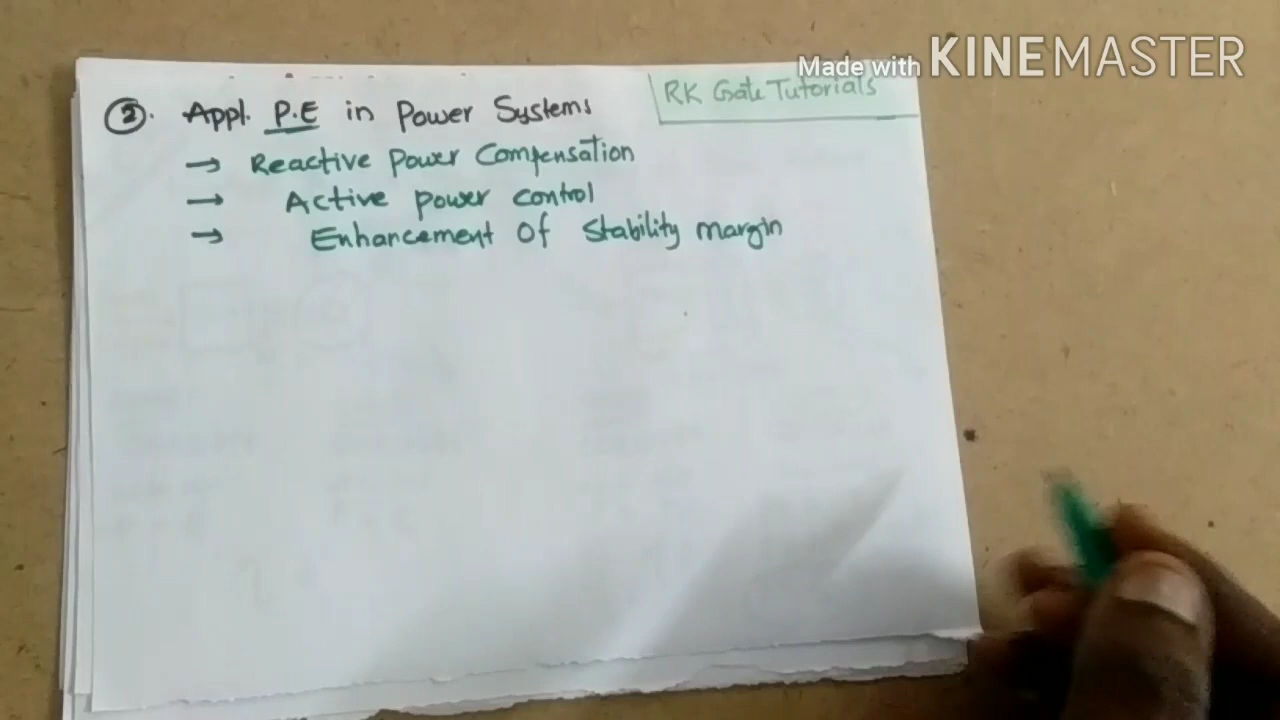 Made with KINEMASTER
RK Gate Tutorials
2. Appl. P.E in Power Systems
→ Reactive Power Compensation
→ Active power control
→ Enhancement Of Stability margin